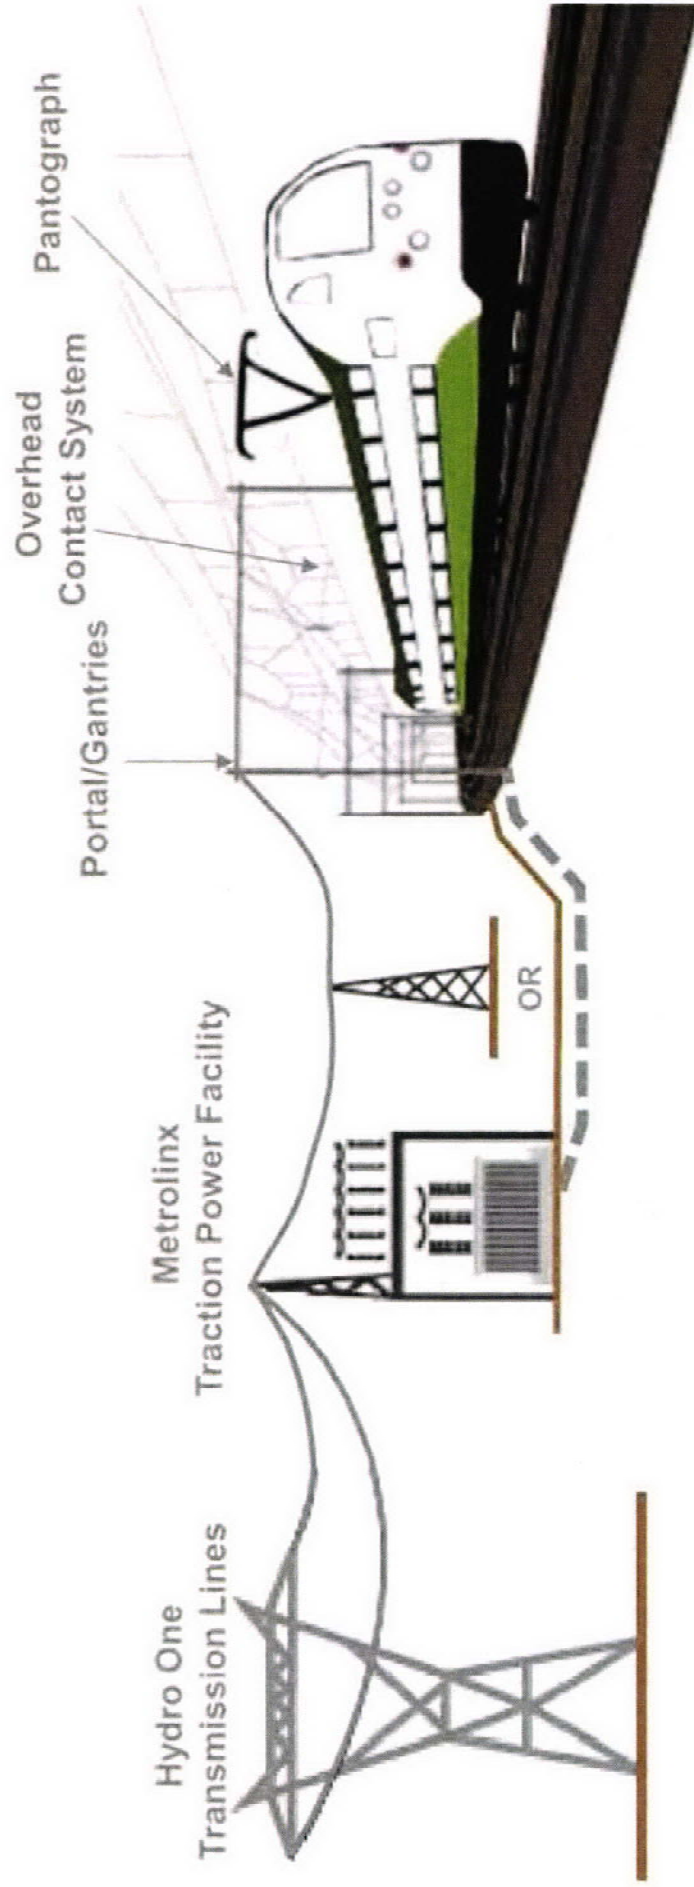 Hydro One
Transmission Lines
Metrolinx
Traction Power Facility
OR
Portal/Gantries
Overhead
Contact System
Pantograph